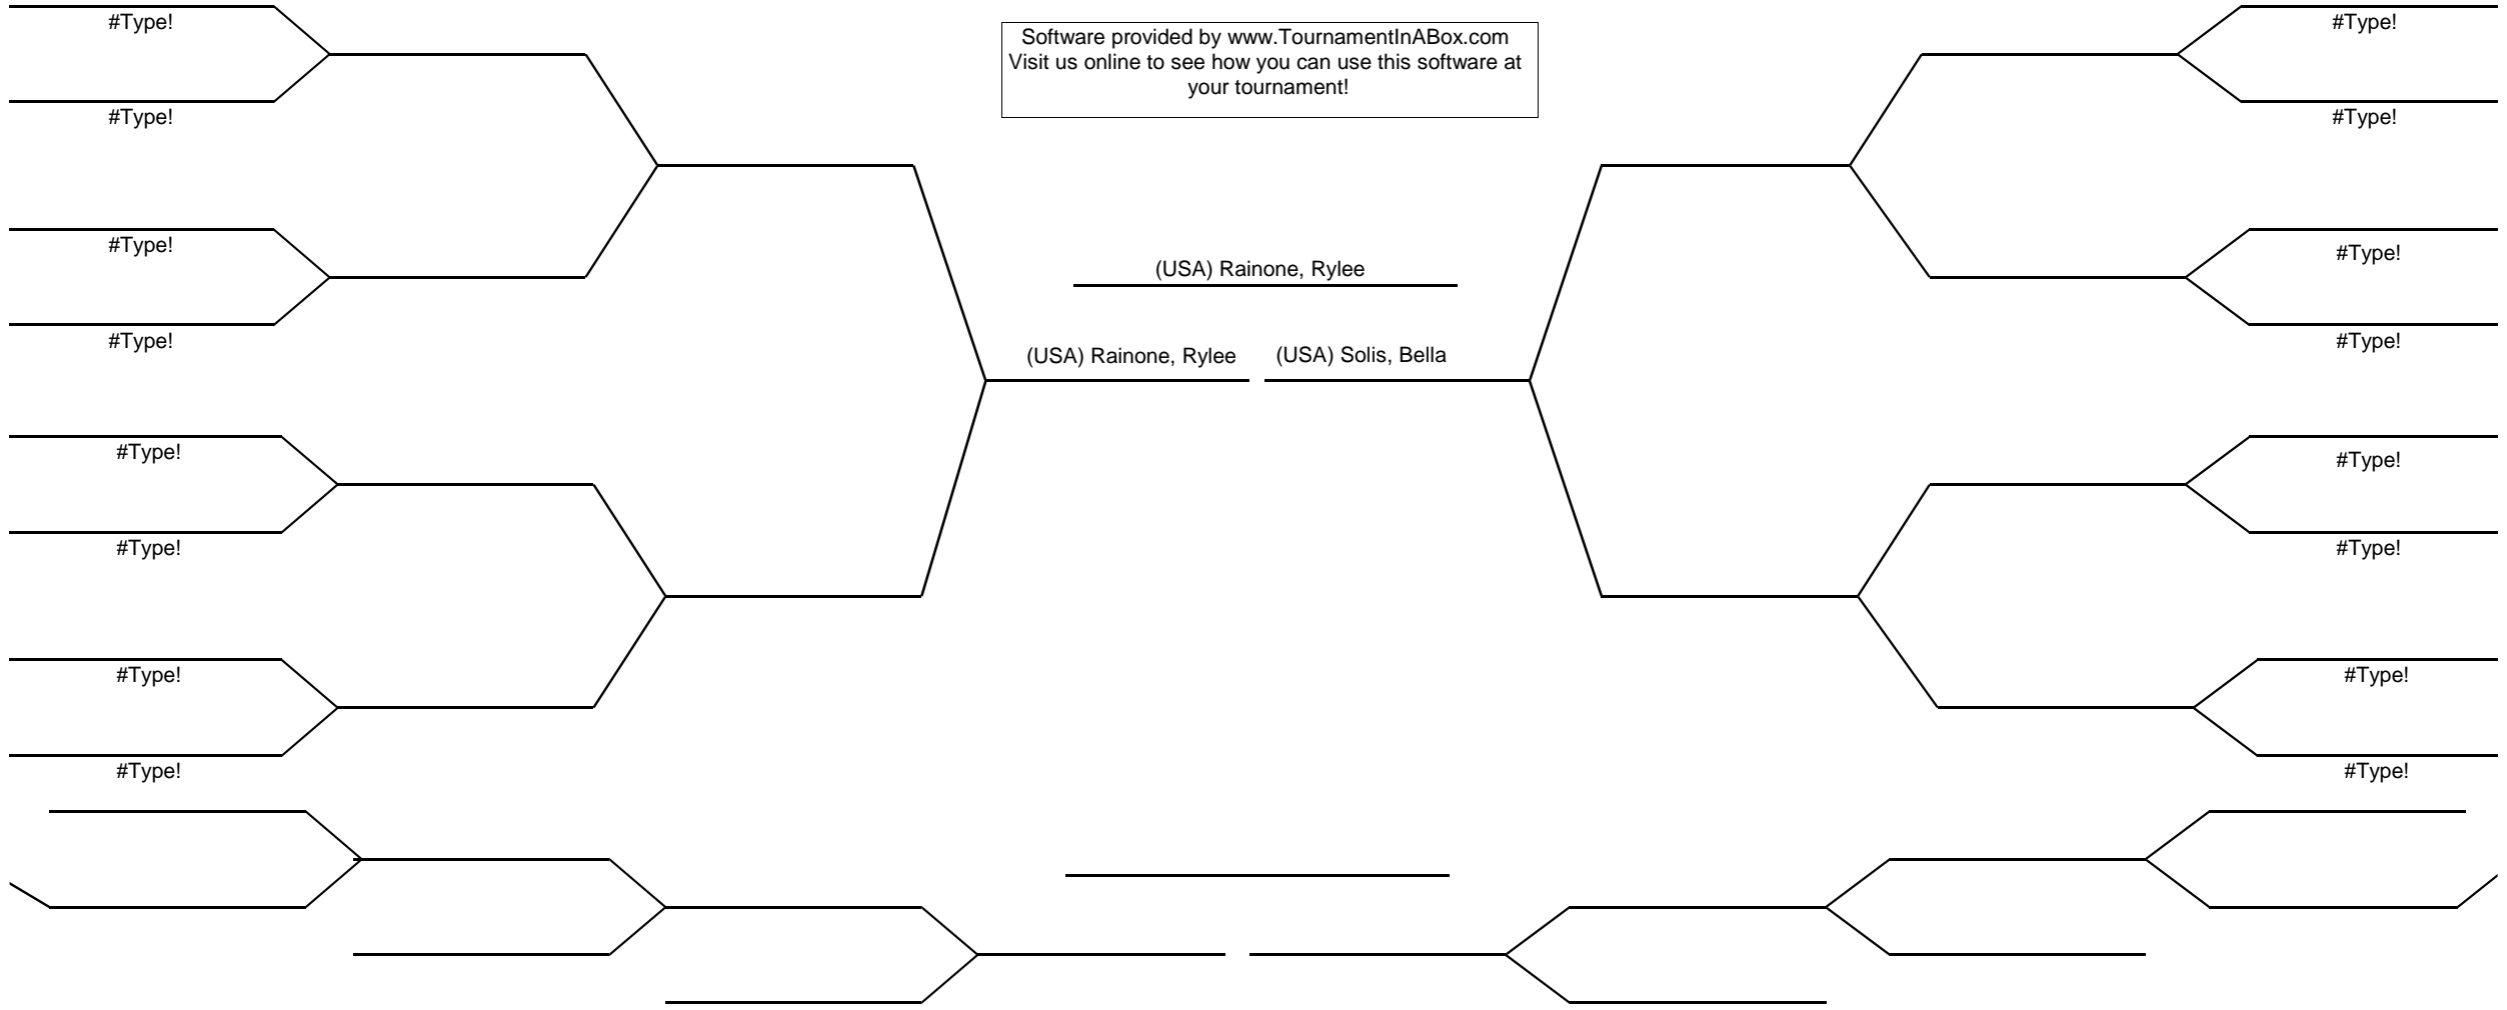 #Type!
#Type!
Software provided by www.TournamentInABox.com
Visit us online to see how you can use this software at
your tournament!
#Type!
#Type!
#Type!
#Type!
(USA) Rainone, Rylee
#Type!
#Type!
(USA) Rainone, Rylee
(USA) Solis, Bella
#Type!
#Type!
#Type!
#Type!
#Type!
#Type!
#Type!
#Type!